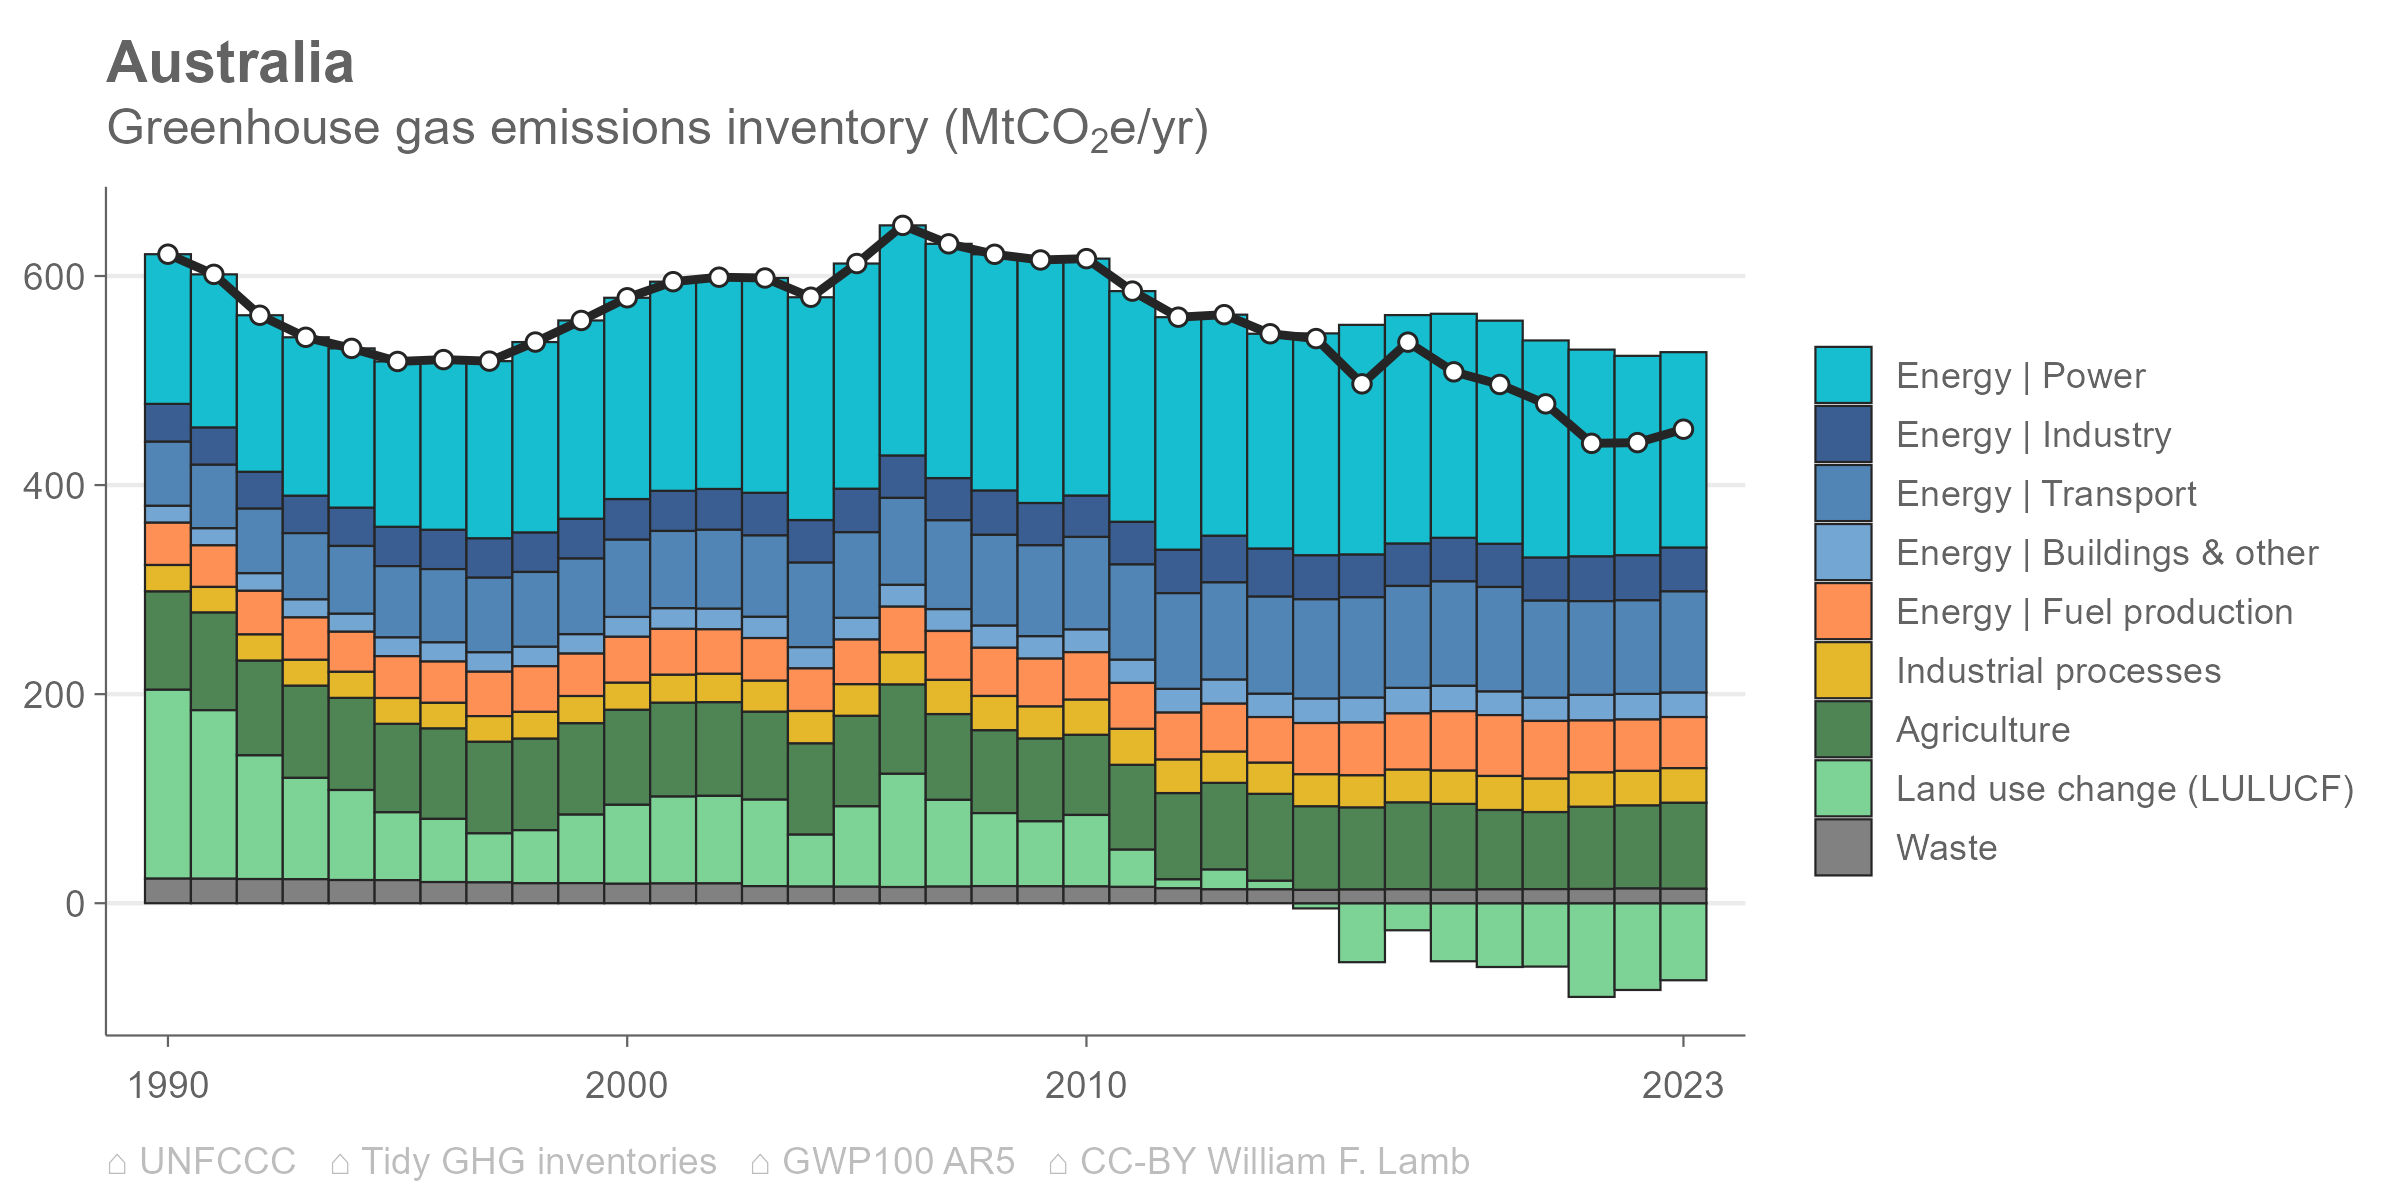 Australia
Greenhouse gas emissions inventory (MtCO₂e/yr)
600
400
200
0
1990 2000 2010 2023
Energy | Power
Energy | Industry
Energy | Transport
Energy | Buildings & other
Energy | Fuel production
Industrial processes
Agriculture
Land use change (LULUCF)
Waste
⌂ UNFCCC ⌂ Tidy GHG inventories ⌂ GWP100 AR5 ⌂ CC-BY William F. Lamb